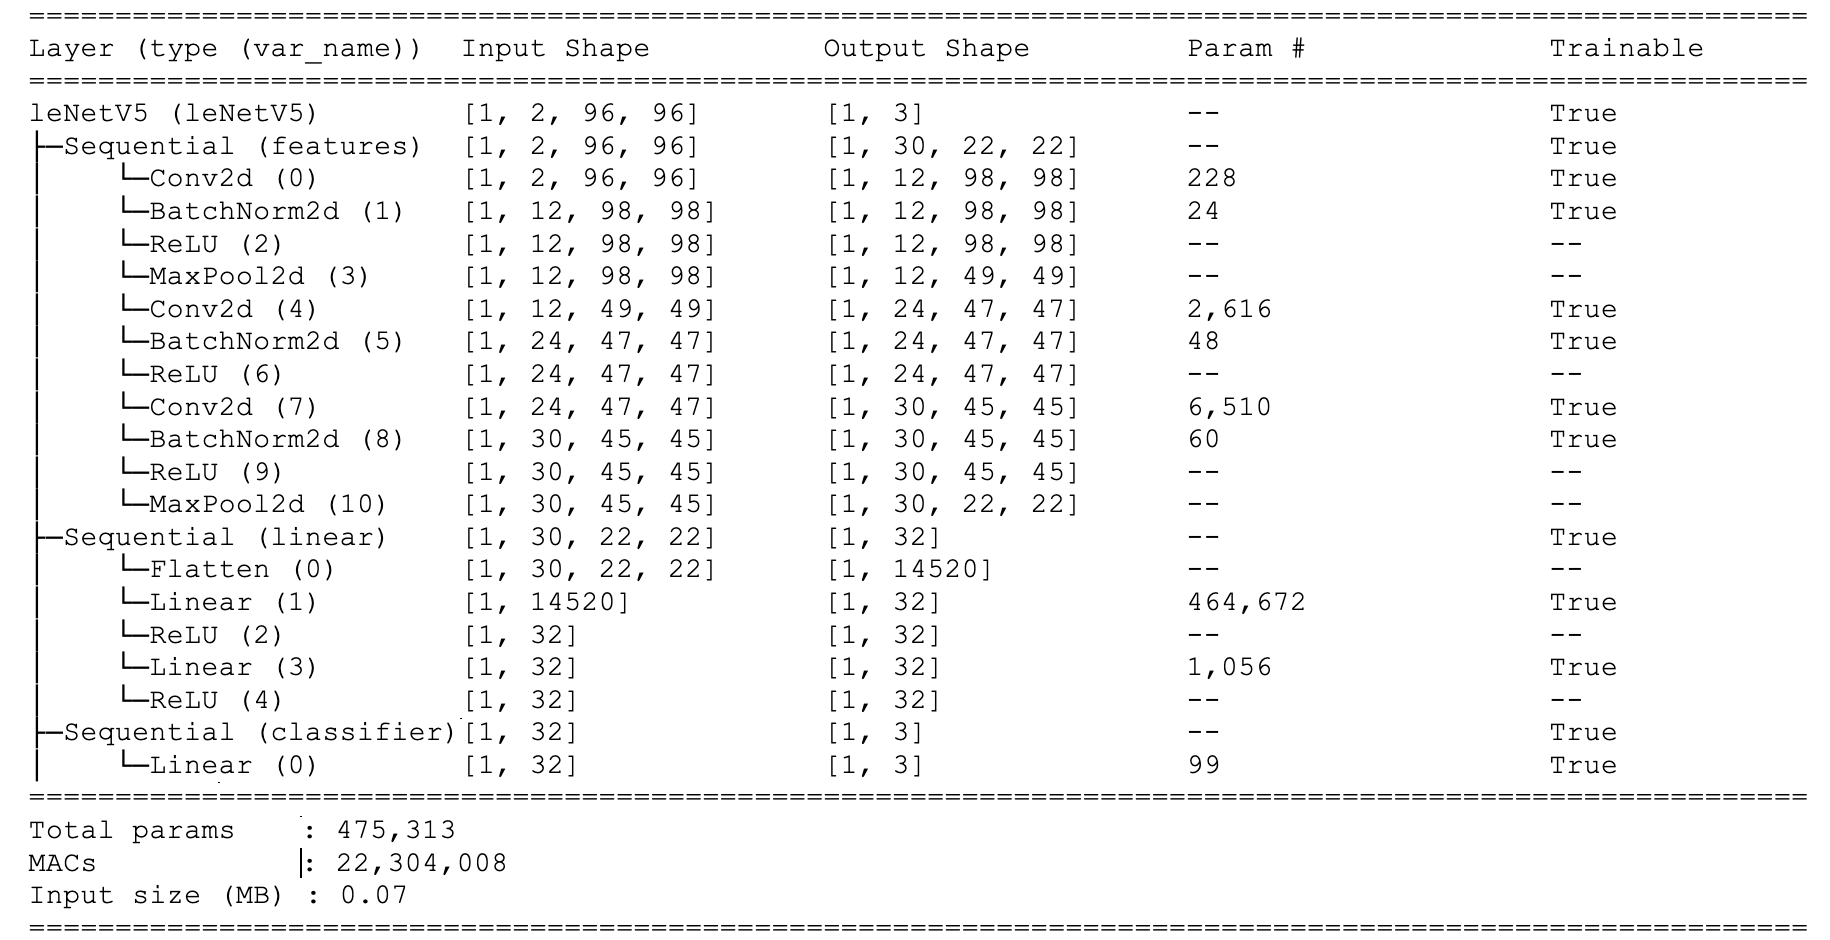 ========================================================================================================
Layer (type (var_name))  Input Shape          Output Shape         Param #              Trainable
========================================================================================================
leNetV5 (leNetV5)        [1, 2, 96, 96]       [1, 3]               --                   True
├─Sequential (features)  [1, 2, 96, 96]       [1, 30, 22, 22]      --                   True
│    └─Conv2d (0)        [1, 2, 96, 96]       [1, 12, 98, 98]      228                  True
│    └─BatchNorm2d (1)   [1, 12, 98, 98]      [1, 12, 98, 98]      24                   True
│    └─ReLU (2)          [1, 12, 98, 98]      [1, 12, 98, 98]      --                   --
│    └─MaxPool2d (3)     [1, 12, 98, 98]      [1, 12, 49, 49]      --                   --
│    └─Conv2d (4)        [1, 12, 49, 49]      [1, 24, 47, 47]      2,616                True
│    └─BatchNorm2d (5)   [1, 24, 47, 47]      [1, 24, 47, 47]      48                   True
│    └─ReLU (6)          [1, 24, 47, 47]      [1, 24, 47, 47]      --                   --
│    └─Conv2d (7)        [1, 24, 47, 47]      [1, 30, 45, 45]      6,510                True
│    └─BatchNorm2d (8)   [1, 30, 45, 45]      [1, 30, 45, 45]      60                   True
│    └─ReLU (9)          [1, 30, 45, 45]      [1, 30, 45, 45]      --                   --
│    └─MaxPool2d (10)    [1, 30, 45, 45]      [1, 30, 22, 22]      --                   --
├─Sequential (linear)    [1, 30, 22, 22]      [1, 32]              --                   True
│    └─Flatten (0)       [1, 30, 22, 22]      [1, 14520]           --                   --
│    └─Linear (1)        [1, 14520]           [1, 32]              464,672              True
│    └─ReLU (2)          [1, 32]              [1, 32]              --                   --
│    └─Linear (3)        [1, 32]              [1, 32]              1,056                True
│    └─ReLU (4)          [1, 32]              [1, 32]              --                   --
├─Sequential (classifier)[1, 32]              [1, 3]               --                   True
│    └─Linear (0)        [1, 32]              [1, 3]               99                   True
========================================================================================================
Total params    : 475,313
MACs            : 22,304,008
Input size (MB) : 0.07
========================================================================================================